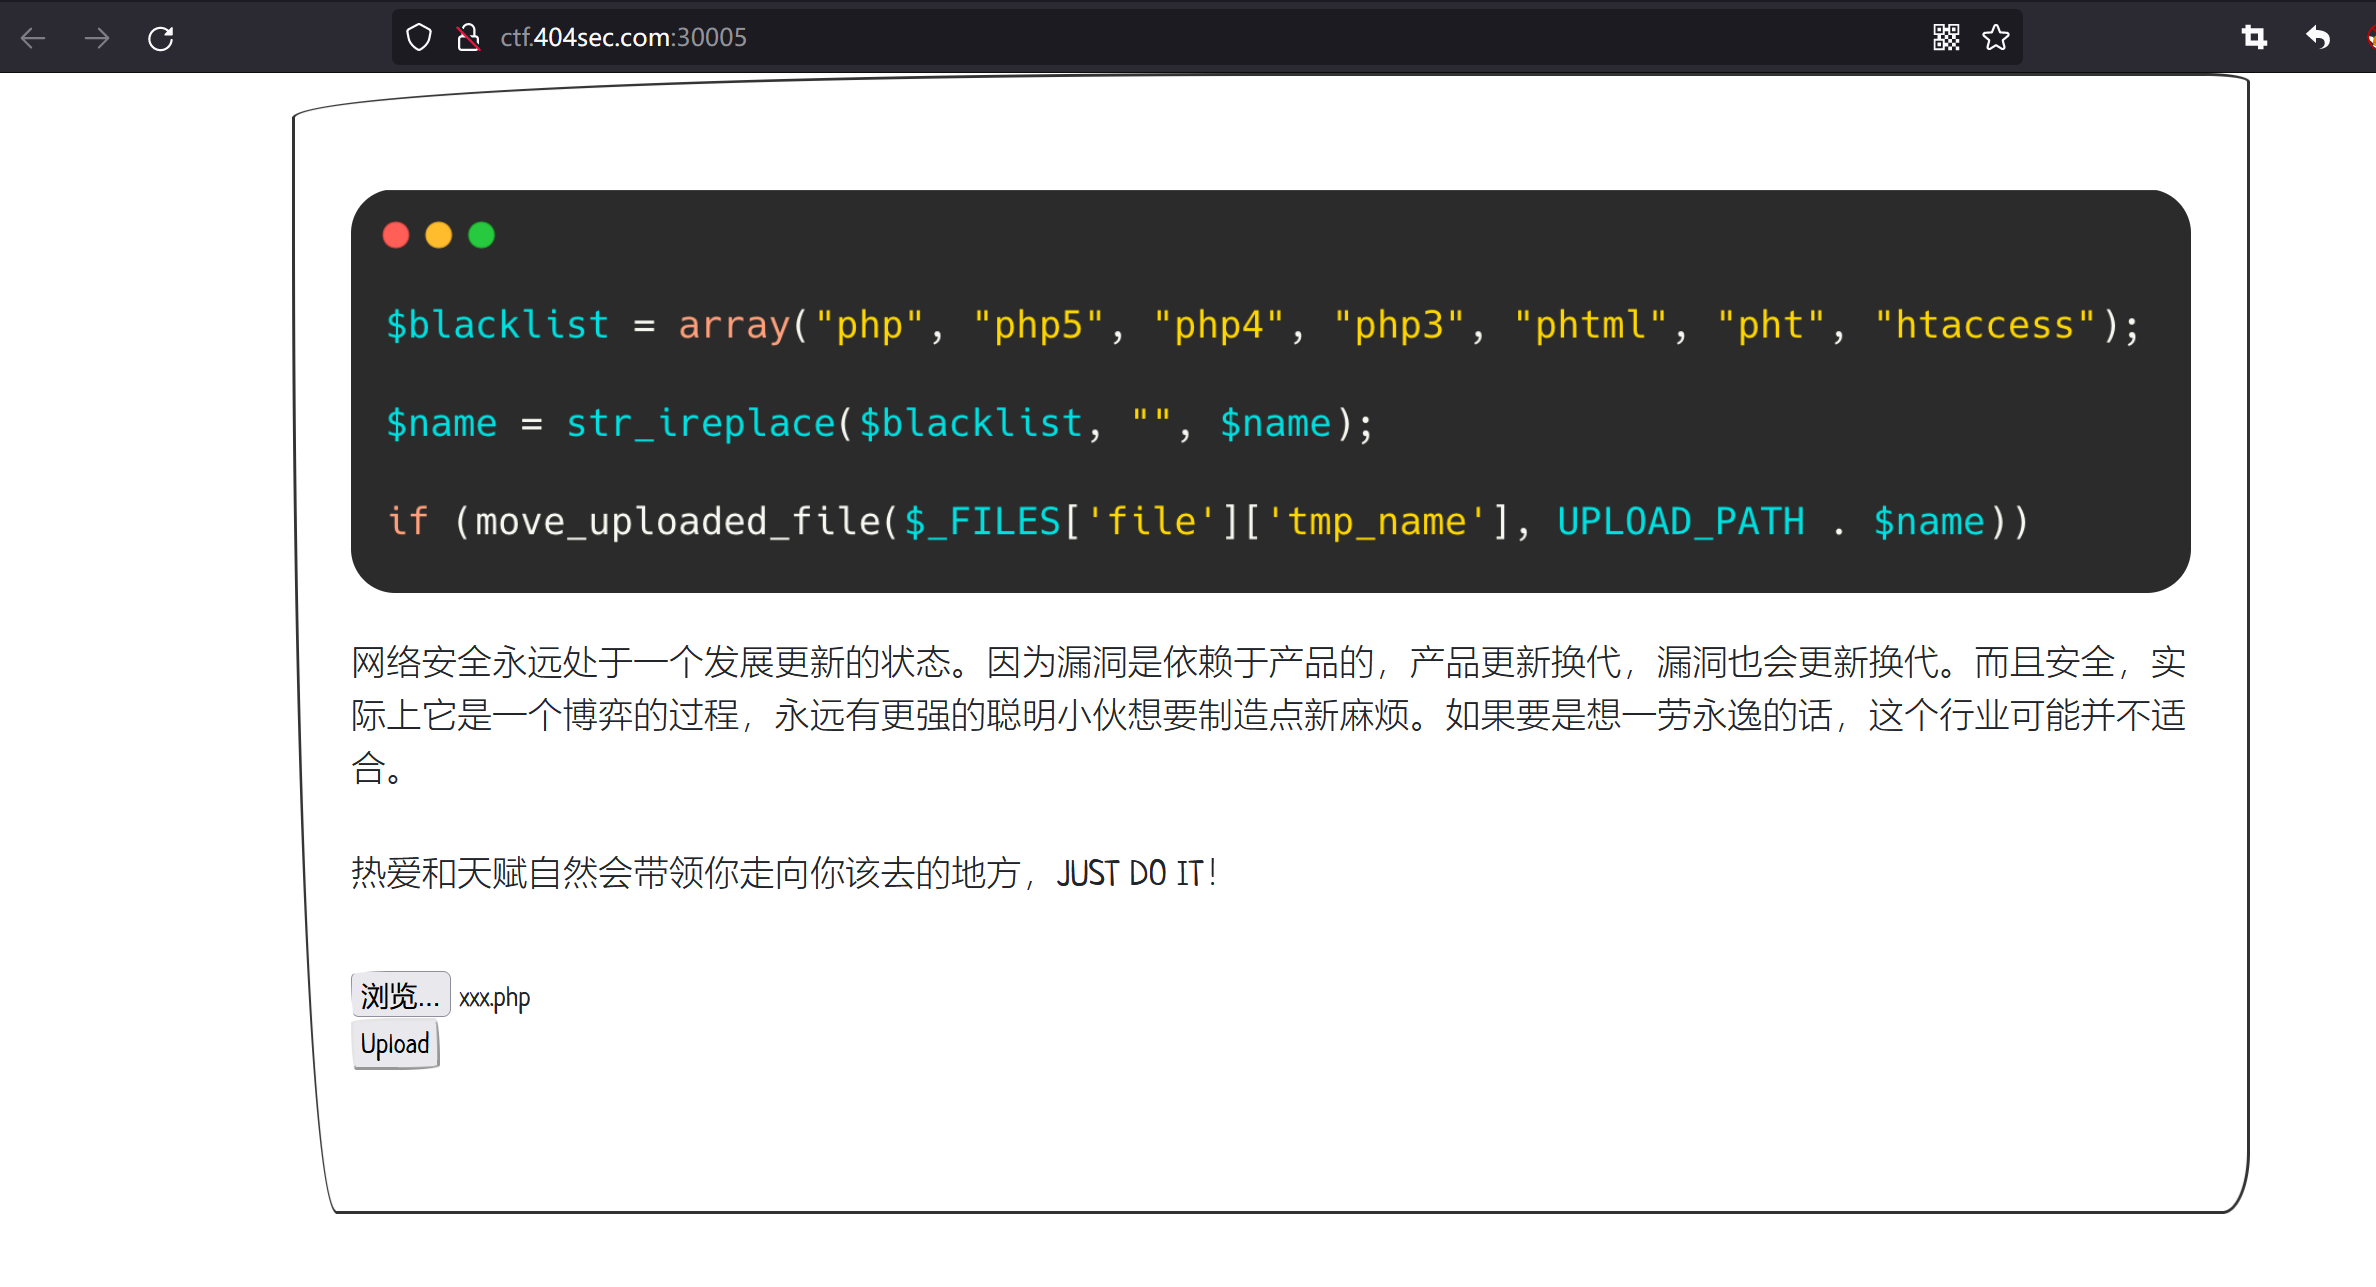 ctf.404sec.com:30005
$blacklist = array("php", "php5", "php4", "php3", "phtml", "pht", "htaccess");
$name = str_ireplace($blacklist, "", $name);
if (move_uploaded_file($_FILES['file']['tmp_name'], UPLOAD_PATH . $name))
网络安全永远处于一个发展更新的状态。因为漏洞是依赖于产品的，产品更新换代，漏洞也会更新换代。而且安全，实
际上它是一个博弈的过程，永远有更强的聪明小伙想要制造点新麻烦。如果要是想一劳永逸的话，这个行业可能并不适
合。
热爱和天赋自然会带领你走向你该去的地方，JUST DO IT！
浏览... xxx.php
Upload